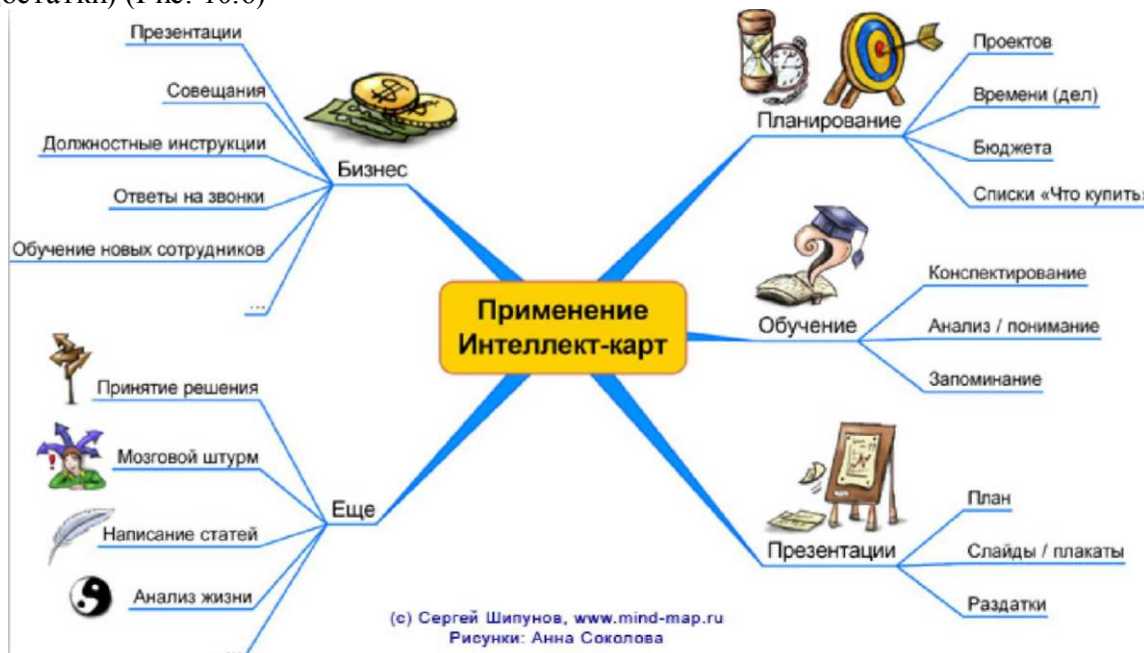 Презентации
Совещания
Должностные инструкции
Ответы на звонки
Обучение новых сотрудников
...
Бизнес
Планирование
Проектов
Времени (дел)
Бюджета
Списки «Что купить»
Применение
Интеллект-карт
Обучение
Конспектирование
Анализ / понимание
Запоминание
Принятие решения
Мозговой штурм
Написание статей
Анализ жизни
...
Еще
Презентации
План
Слайды / плакаты
Раздатки
(c) Сергей Шипунов, www.mind-map.ru
Рисунки: Анна Соколова